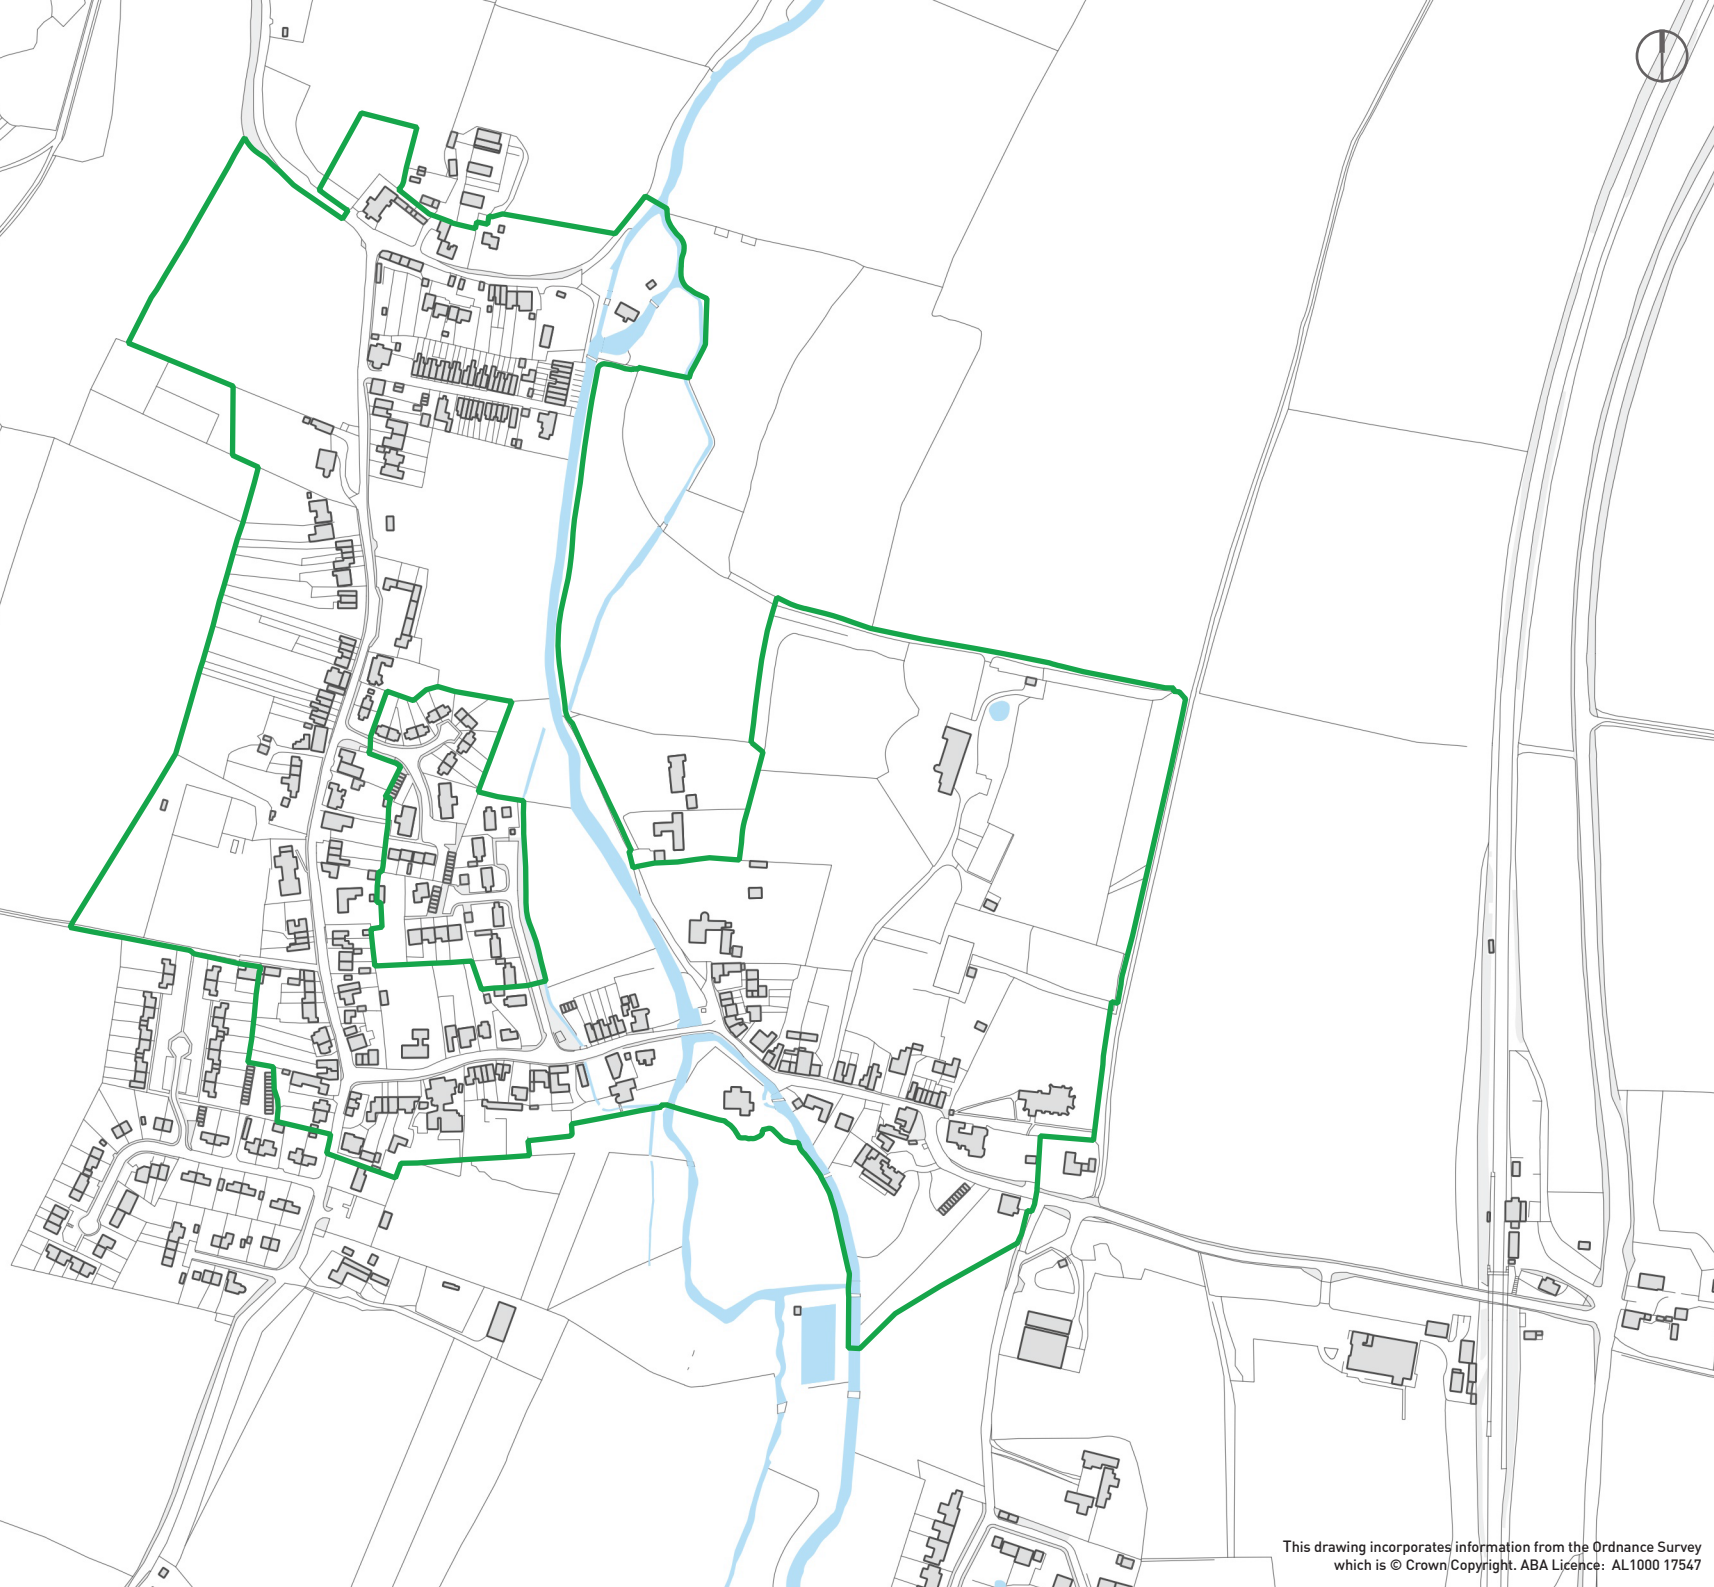 This drawing incorporates information from the Ordnance Survey
which is © Crown Copyright. ABA Licence: AL1000 17547